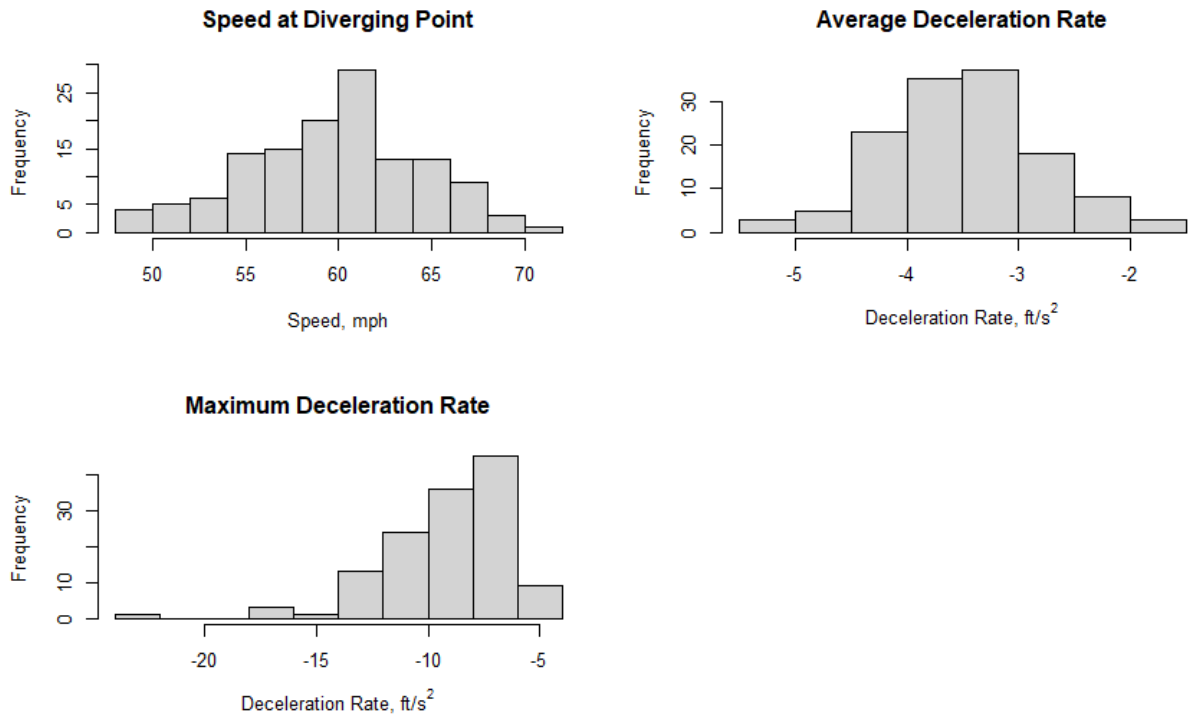 Speed at Diverging Point
Frequency
5
15
25
0
50
55
60
65
70
Speed, mph
Average Deceleration Rate
Frequency
0
10
20
30
-5
-4
-3
-2
Deceleration Rate, ft/s²
Maximum Deceleration Rate
Frequency
0
10
30
-20
-15
-10
-5
Deceleration Rate, ft/s²